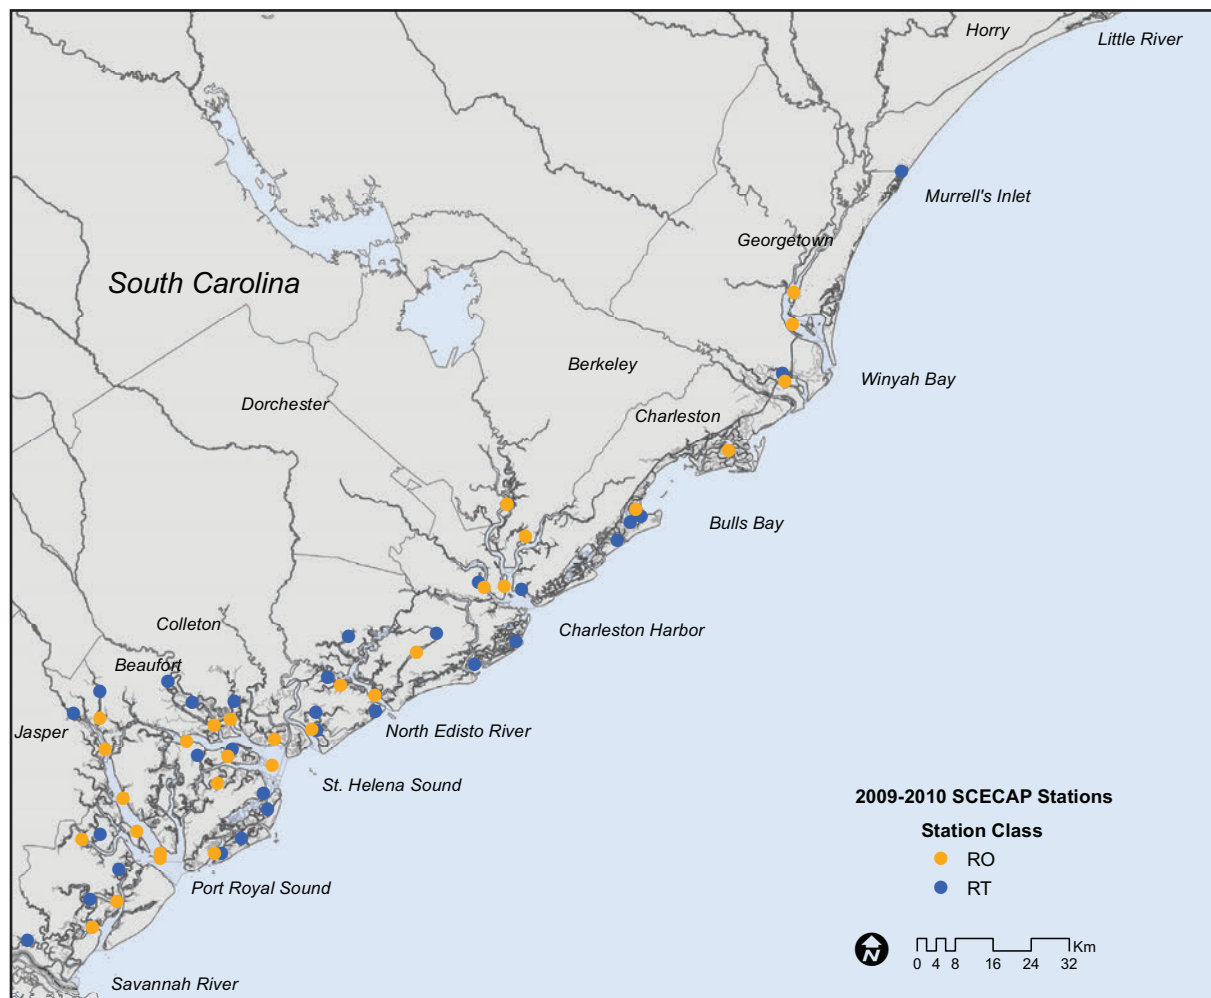 Horry
Little River
Murrell's Inlet
Georgetown
South Carolina
Berkeley
Winyah Bay
Dorchester
Charleston
Bulls Bay
Colleton
Charleston Harbor
Beaufort
Jasper
North Edisto River
St. Helena Sound
2009-2010 SCECAP Stations
Station Class
RO
RT
Port Royal Sound
N
Km
0 4 8 16 24 32
Savannah River